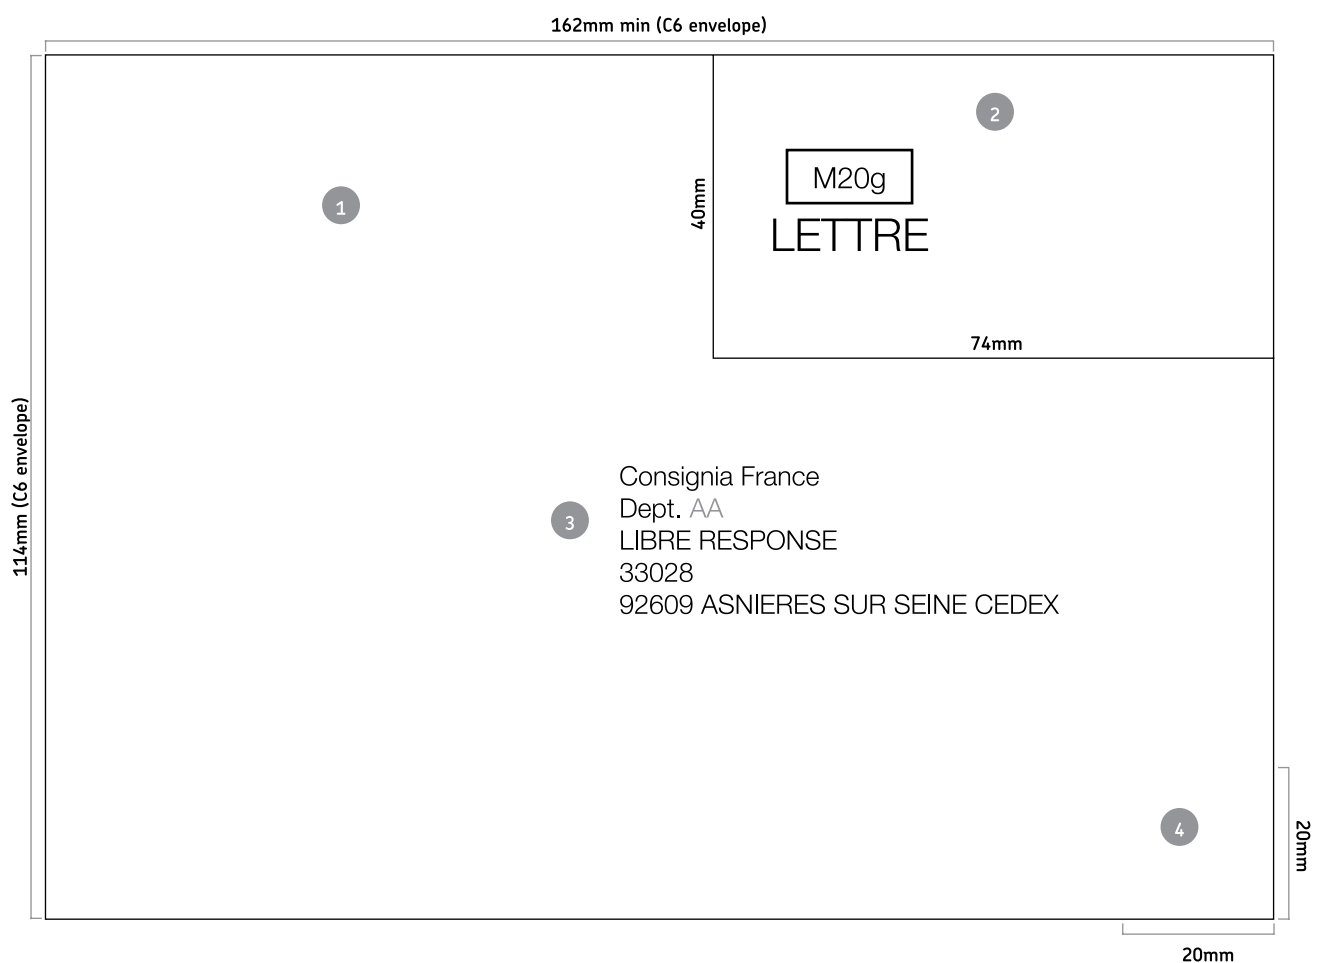 162mm min (C6 envelope)
2
M20g
1
40mm
LETTRE
74mm
114mm (C6 envelope)
Consignia France
Dept. AA
3
LIBRE RESPONSE
33028
92609 ASNIERES SUR SEINE CEDEX
4
20mm
20mm